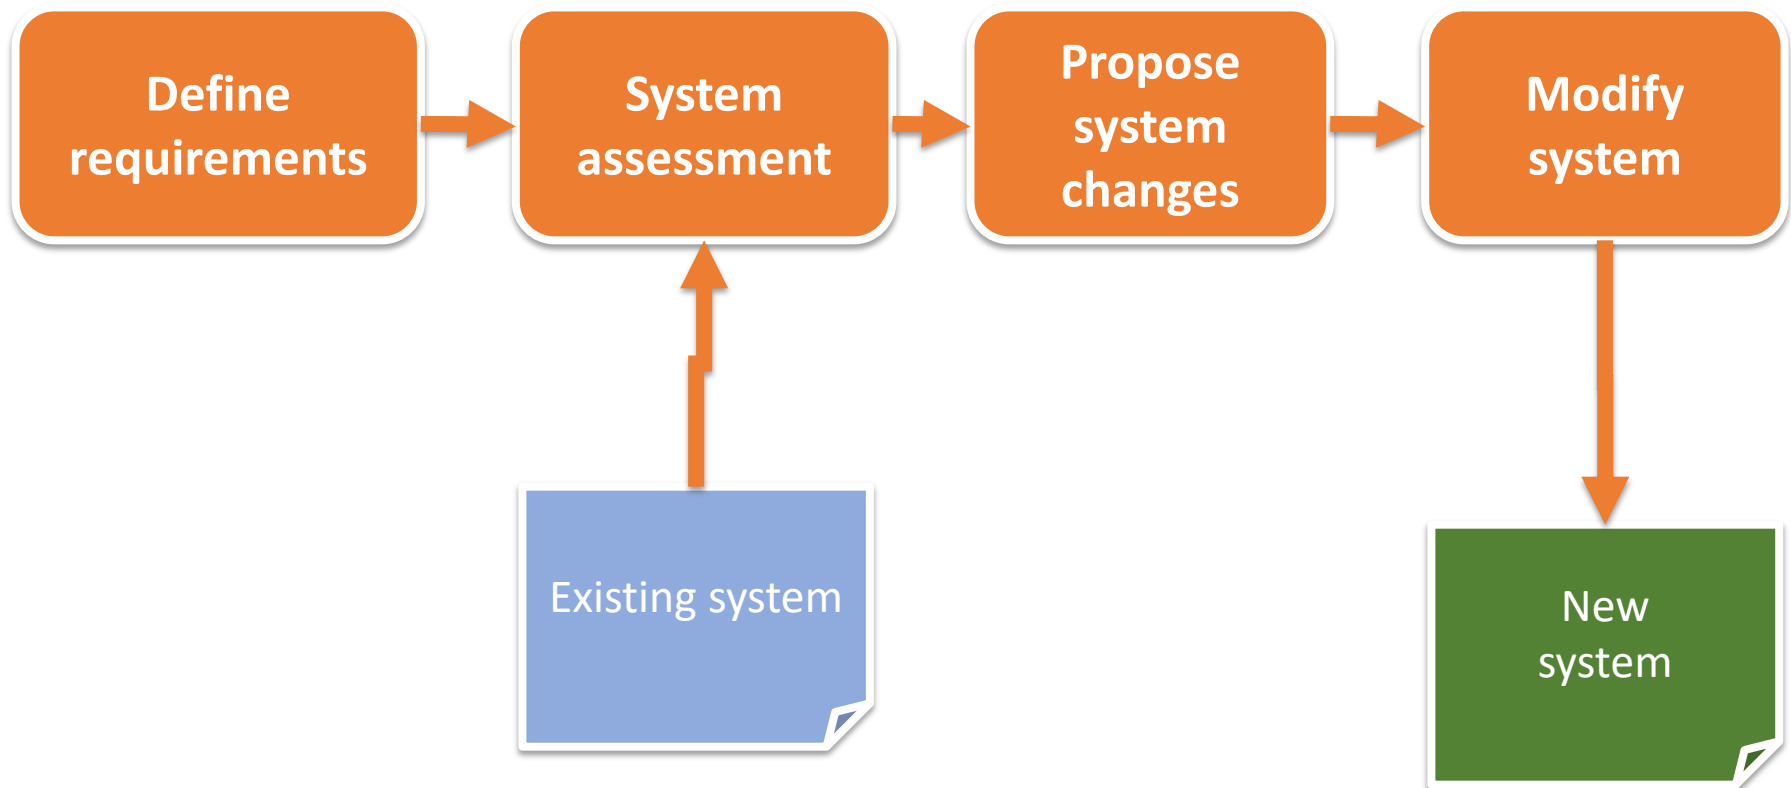 Define
requirements
System
assessment
Propose
system
changes
Modify
system
Existing system
New
system